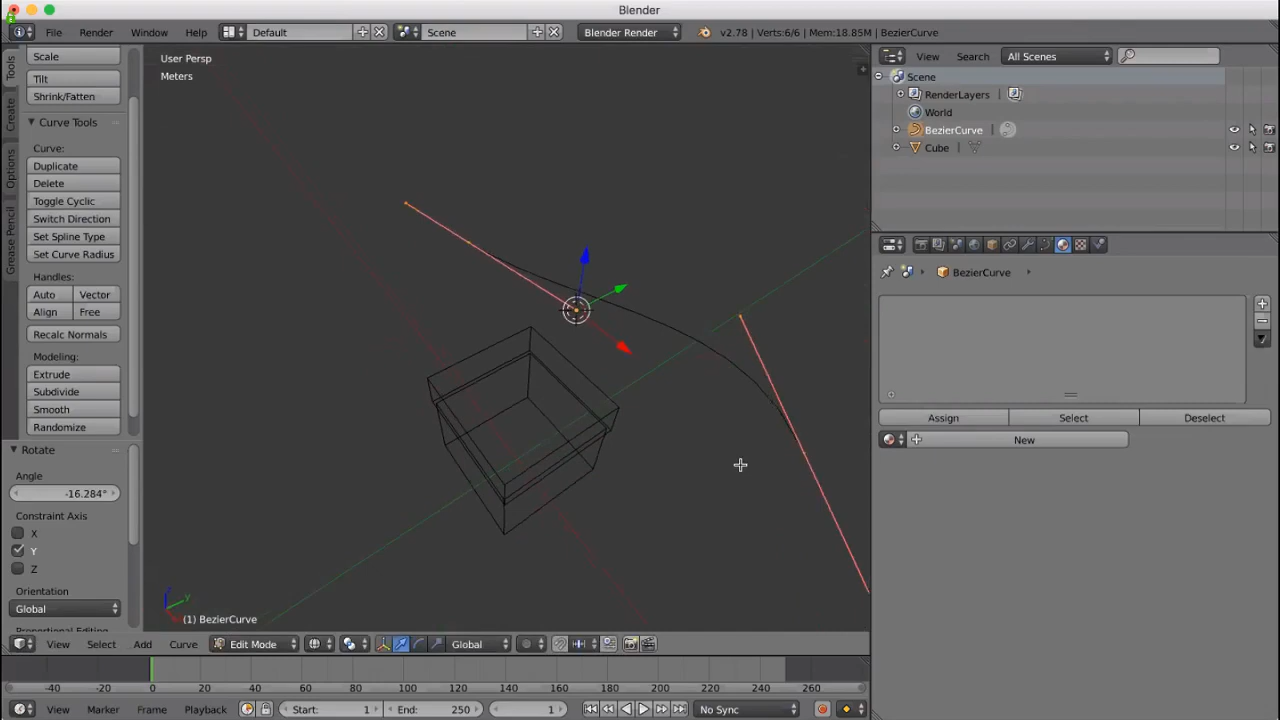 Blender
File Render Window Help Default Scene Blender Render v2.78 | Verts:6/6 | Mem:18.85M | BezierCurve
Tools
Create
Options
Grease Pencil
Scale
Tilt
Shrink/Fatten
Curve Tools
Curve:
Duplicate
Delete
Toggle Cyclic
Switch Direction
Set Spline Type
Set Curve Radius
Handles:
Auto Vector
Align Free
Recalc Normals
Modeling:
Extrude
Subdivide
Smooth
Randomize
Rotate
Angle
-16.284°
Constraint Axis
X
Y
Z
Orientation
Global
User Persp
Meters
Y
(1) BezierCurve
View Select Add Curve Edit Mode Global
-40 -20 0 20 40 60 80 100 120 140 160 180 200 220 240 260
View Marker Frame Playback Start: 1 End: 250 1 No Sync
View Search All Scenes
Scene
RenderLayers
World
BezierCurve
Cube
BezierCurve
Assign Select Deselect
New